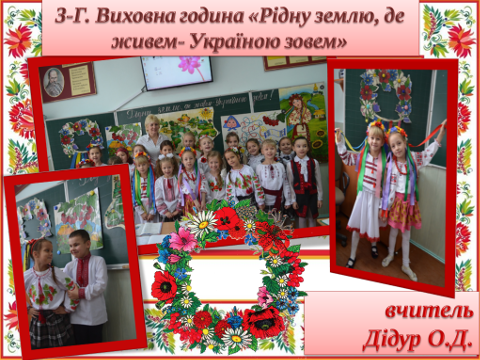 3-Г. Виховна година «Рідну землю, де
живем- Україною зовем»
вчитель
Дідур О.Д.